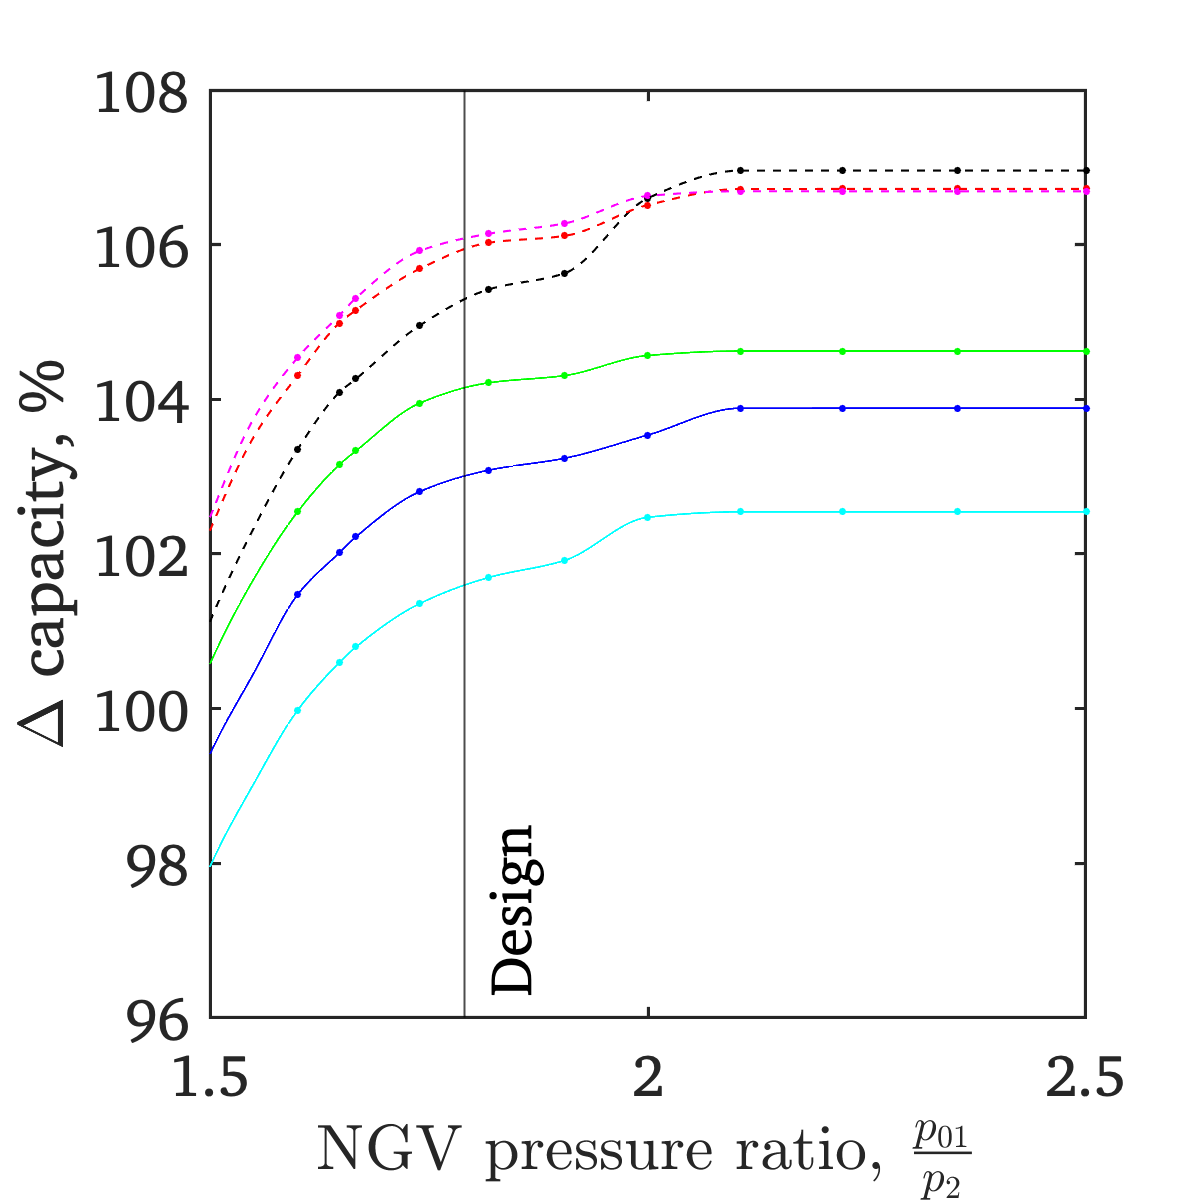 108
106
104
102
100
98
96
Δ capacity, %
Design
1.5 2 2.5
NGV pressure ratio, p01/p2